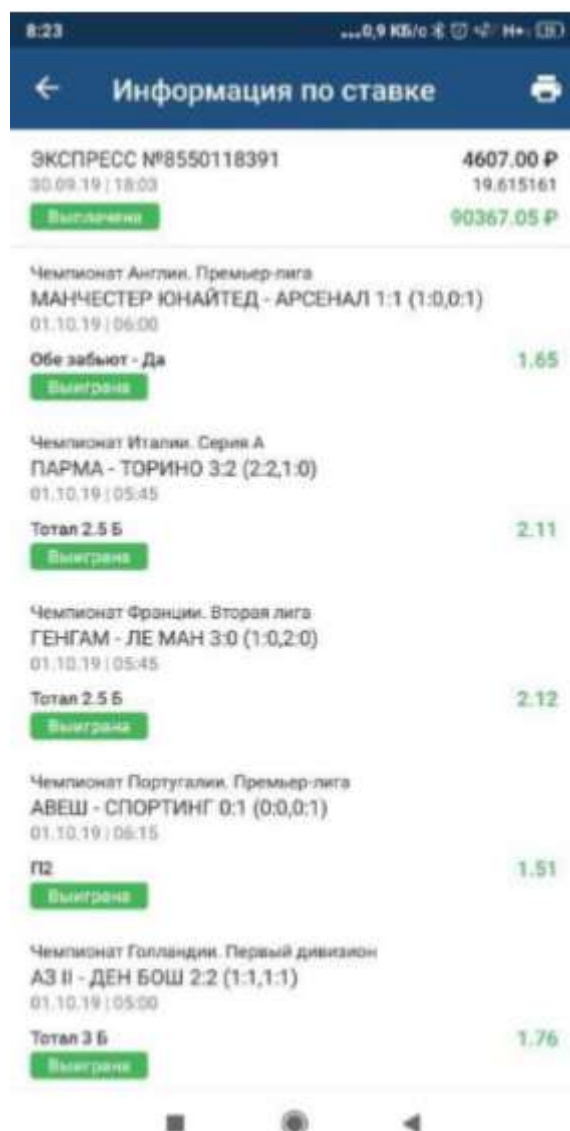 8:23 ...0,9 КБ/с H+
Информация по ставке
ЭКСПРЕСС №8550118391 4607.00 ₽
30.09.19 | 18:03 19.615161
Выплачена 90367.05 ₽
Чемпионат Англии. Премьер-лига
МАНЧЕСТЕР ЮНАЙТЕД - АРСЕНАЛ 1:1 (1:0,0:1)
01.10.19 | 06:00
Обе забьют - Да 1.65
Выиграна
Чемпионат Италии. Серия А
ПАРМА - ТОРИНО 3:2 (2:2,1:0)
01.10.19 | 05:45
Тотал 2.5 Б 2.11
Выиграна
Чемпионат Франции. Вторая лига
ГЕНГАМ - ЛЕ МАН 3:0 (1:0,2:0)
01.10.19 | 05:45
Тотал 2.5 Б 2.12
Выиграна
Чемпионат Португалии. Премьер-лига
АВЕШ - СПОРТИНГ 0:1 (0:0,0:1)
01.10.19 | 06:15
П2 1.51
Выиграна
Чемпионат Голландии. Первый дивизион
АЗ II - ДЕН БОШ 2:2 (1:1,1:1)
01.10.19 | 05:00
Тотал 3 Б 1.76
Выиграна